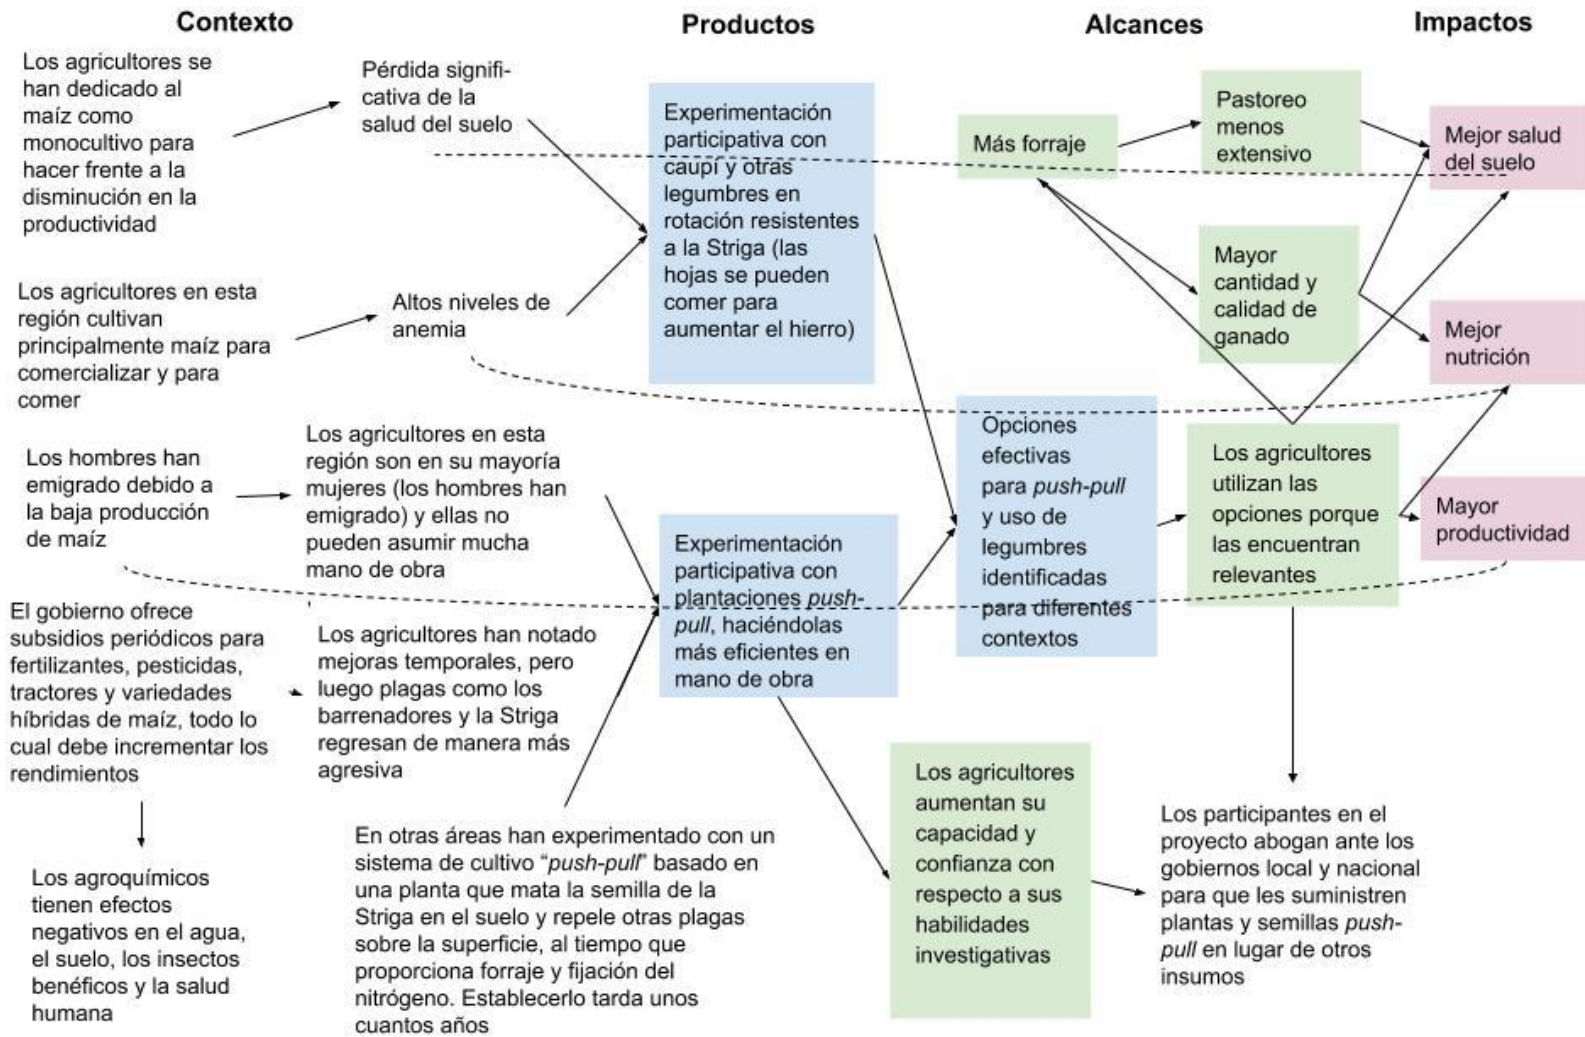 Contexto
Productos
Alcances
Impactos
Los agricultores se
han dedicado al
maíz como
monocultivo para
hacer frente a la
disminución en la
productividad
Pérdida signifi-
cativa de la
salud del suelo
Experimentación
participativa con
caupí y otras
legumbres en
rotación resistentes
a la Striga (las
hojas se pueden
comer para
aumentar el hierro)
Más forraje
Pastoreo
menos
extensivo
Mejor salud
del suelo
Los agricultores en esta
región cultivan
principalmente maíz para
comercializar y para
comer
Altos niveles de
anemia
Mayor
cantidad y
calidad de
ganado
Mejor
nutrición
Los hombres han
emigrado debido a
la baja producción
de maíz
Los agricultores en esta
región son en su mayoría
mujeres (los hombres han
emigrado) y ellas no
pueden asumir mucha
mano de obra
Experimentación
participativa con
plantaciones push-
pull, haciéndolas
más eficientes en
mano de obra
Opciones
efectivas
para push-pull
y uso de
legumbres
identificadas
para diferentes
contextos
Los agricultores
utilizan las
opciones porque
las encuentran
relevantes
Mayor
productividad
El gobierno ofrece
subsidios periódicos para
fertilizantes, pesticidas,
tractores y variedades
híbridas de maíz, todo lo
cual debe incrementar los
rendimientos
Los agricultores han notado
mejoras temporales, pero
luego plagas como los
barrenadores y la Striga
regresan de manera más
agresiva
Los agroquímicos
tienen efectos
negativos en el agua,
el suelo, los insectos
benéficos y la salud
humana
En otras áreas han experimentado con un
sistema de cultivo “push-pull” basado en
una planta que mata la semilla de la
Striga en el suelo y repele otras plagas
sobre la superficie, al tiempo que
proporciona forraje y fijación del
nitrógeno. Establecerlo tarda unos
cuantos años
Los agricultores
aumentan su
capacidad y
confianza con
respecto a sus
habilidades
investigativas
Los participantes en el
proyecto abogan ante los
gobiernos local y nacional
para que les suministren
plantas y semillas push-
pull en lugar de otros
insumos